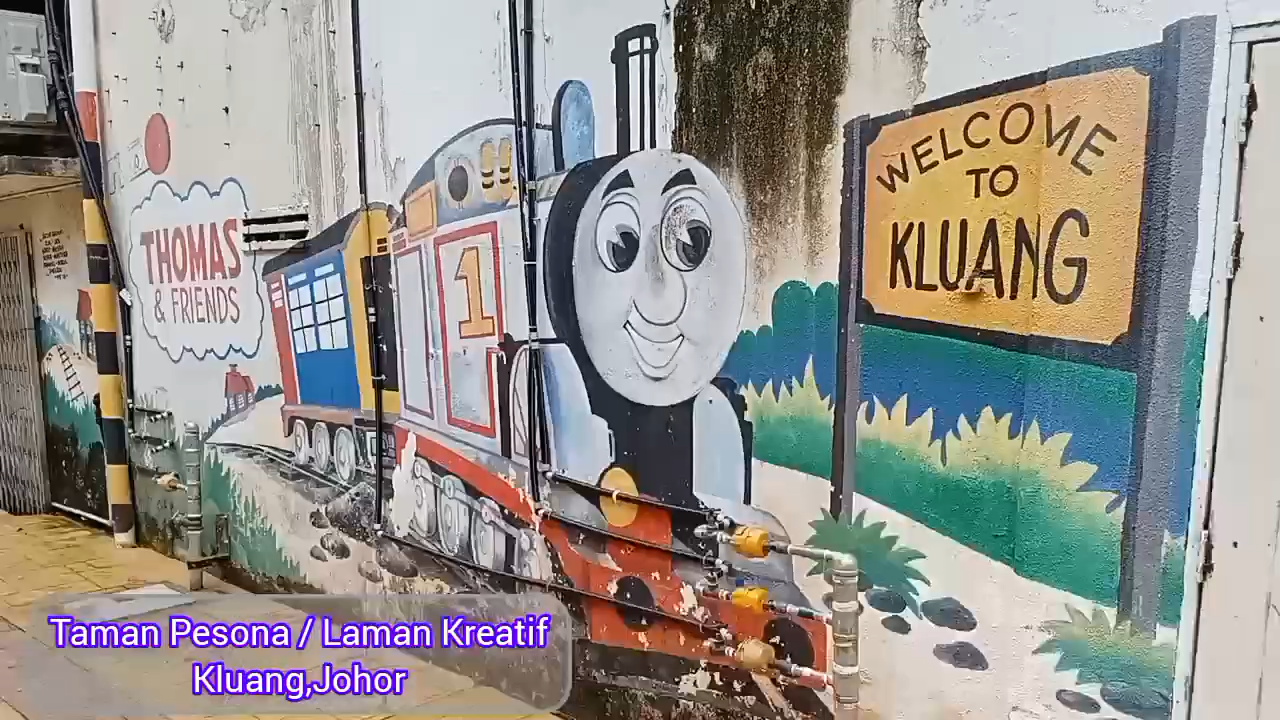 THOMAS
& FRIENDS
1
WELCOME
TO
KLUANG
Taman Pesona / Laman Kreatif
Kluang,Johor